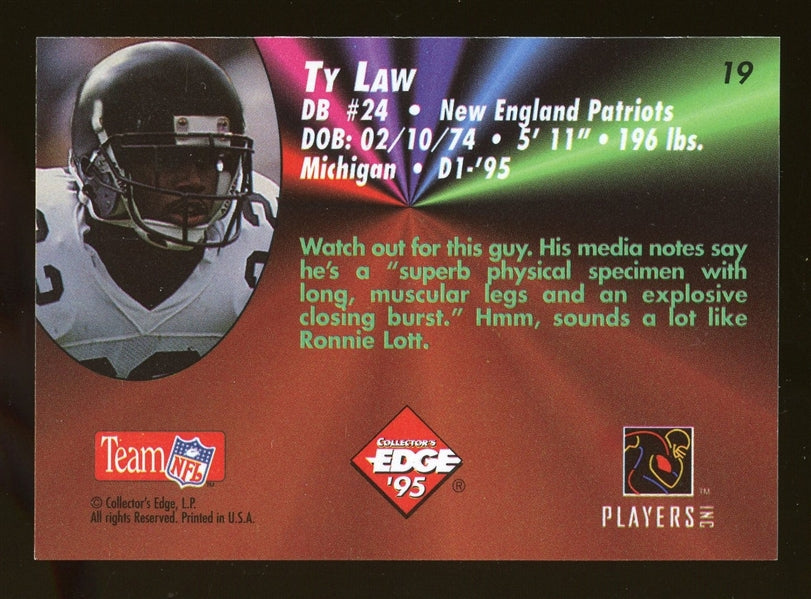 19
TY LAW
DB #24 • New England Patriots
DOB: 02/10/74 • 5' 11" • 196 lbs.
Michigan • D1-'95
Watch out for this guy. His media notes say
he's a "superb physical specimen with
long, muscular legs and an explosive
closing burst." Hmm, sounds a lot like
Ronnie Lott.
Team NFL
© Collector's Edge, L.P.
All rights Reserved. Printed in U.S.A.
COLLECTOR'S
EDGE
'95
®
TM
PLAYERS INC